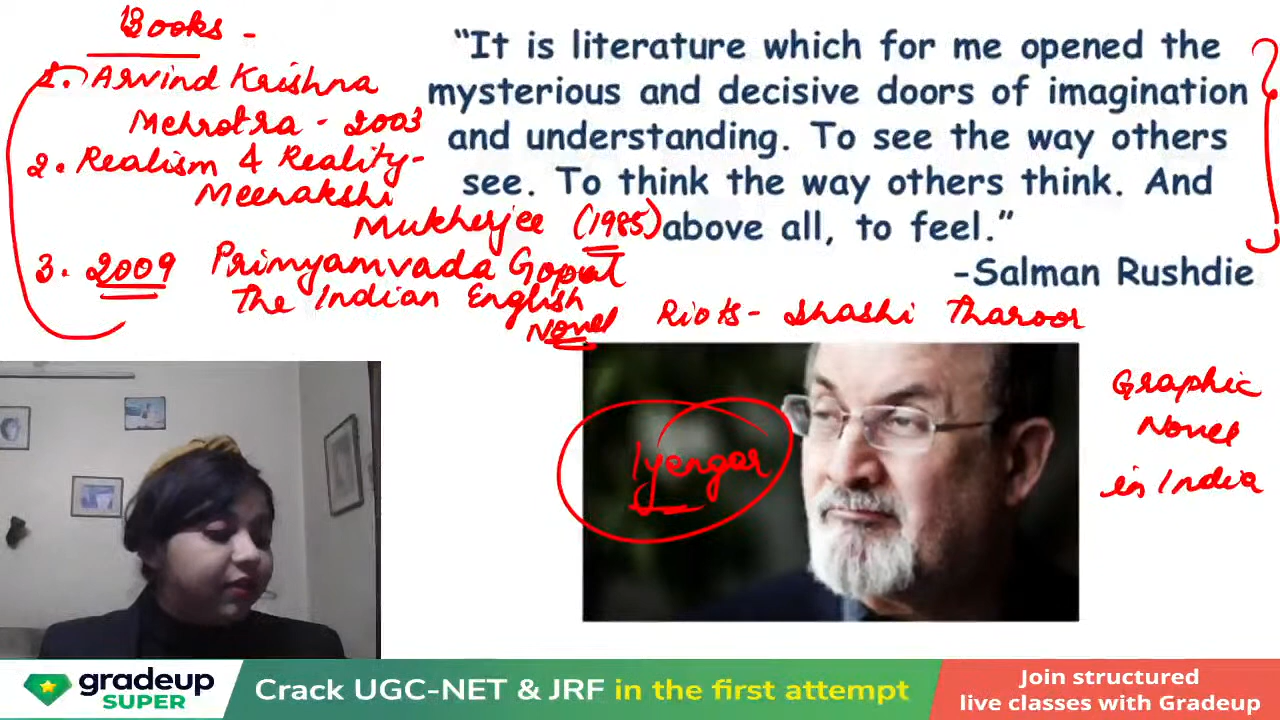 Books -
1. Arvind Krishna
Mehrotra - 2003
2. Realism & Reality-
Meenakshi
Mukherjee (1985)
3. 2009 Primyamvada Gopal
The Indian English
Novel
"It is literature which for me opened the
mysterious and decisive doors of imagination
and understanding. To see the way others
see. To think the way others think. And
above all, to feel."
-Salman Rushdie
Riots- Shashi Tharoor
Iyengar
Graphic
Novel
in India
gradeup
SUPER
Crack UGC-NET & JRF in the first attempt
Join structured
live classes with Gradeup